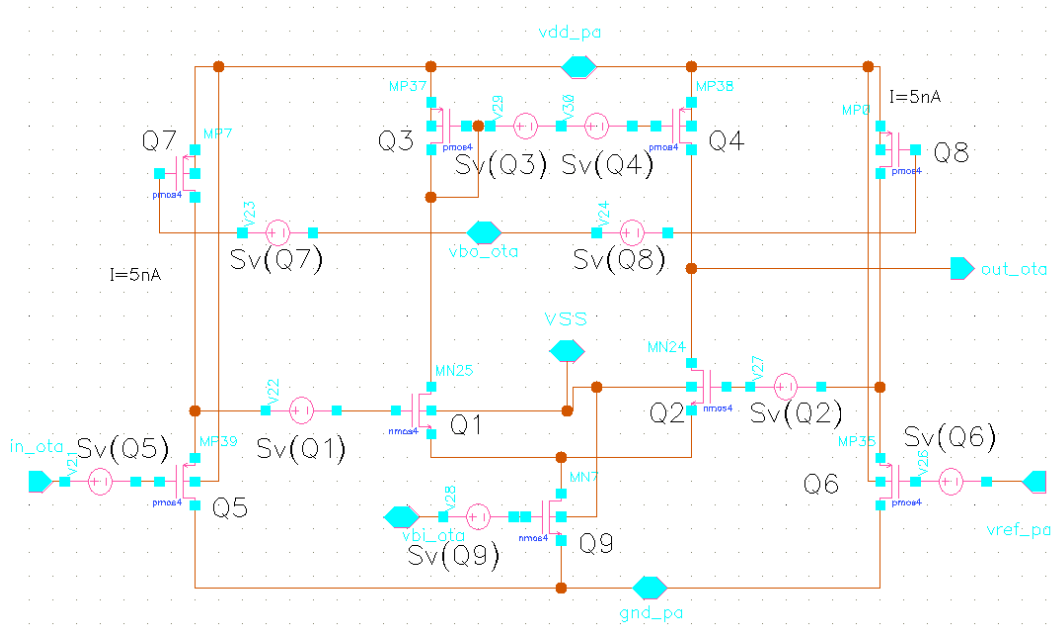 vdd_pa
MP37
V29
V30
MP38
I=5nA
Q7
MP7
Q3
pmos4
Sv(Q3)
Sv(Q4)
pmos4
Q4
MP0
pmos4
Q8
pmos4
V23
Sv(Q7)
vbo_ota
V24
Sv(Q8)
I=5nA
out_ota
VSS
MN25
MN24
V22
Sv(Q1)
nmos4
Q1
Q2
nmos4
V27
Sv(Q2)
in_ota
V21
Sv(Q5)
MP39
pmos4
Q5
MN7
MP35
Q6
pmos4
V26
Sv(Q6)
vref_pa
vbi_ota
V28
Sv(Q9)
nmos4
Q9
gnd_pa